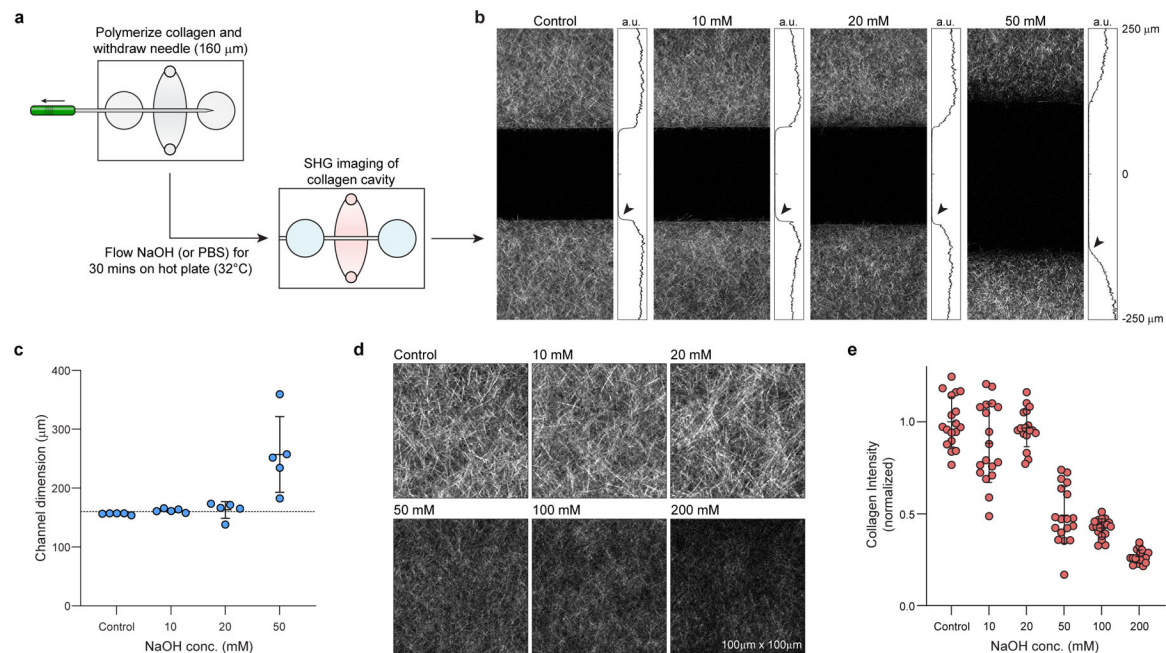 a
Polymerize collagen and
withdraw needle (160 μm)
Flow NaOH (or PBS) for
30 mins on hot plate (32°C)
SHG imaging of
collagen cavity
b
Control
a.u.
10 mM
a.u.
20 mM
a.u.
50 mM
a.u.
250 μm
0
-250 μm
c
Channel dimension (μm)
400
300
200
100
0
Control
10
20
50
NaOH conc. (mM)
d
Control
10 mM
20 mM
50 mM
100 mM
200 mM
100μm x 100μm
e
Collagen Intensity
(normalized)
1.0
0.5
0.0
Control
10
20
50
100
200
NaOH conc. (mM)